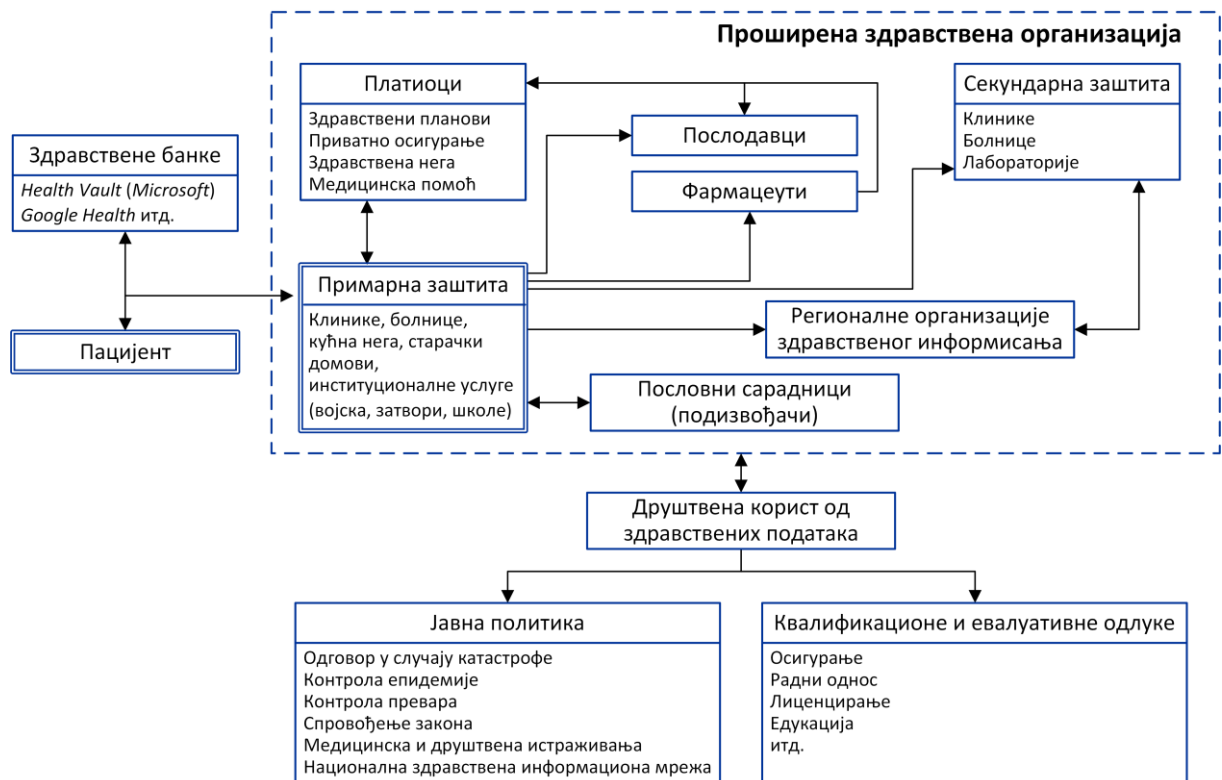 Проширена здравствена организација
Платиоци
Здравствени планови
Приватно осигурање
Здравствена нега
Медицинска помоћ
Послодавци
Фармацеути
Секундарна заштита
Клинике
Болнице
Лабораторије
Здравствене банке
Health Vault (Microsoft)
Google Health итд.
Пацијент
Примарна заштита
Клинике, болнице,
кућна нега, старачки
домови,
институционалне услуге
(војска, затвори, школе)
Регионалне организације
здравственог информисања
Пословни сарадници
(подизвођачи)
Друштвена корист од
здравствених података
Јавна политика
Одговор у случају катастрофе
Контрола епидемије
Контрола превара
Спровођење закона
Медицинска и друштвена истраживања
Национална здравствена информациона мрежа
Квалификационе и евалуативне одлуке
Осигурање
Радни однос
Лиценцирање
Едукација
итд.